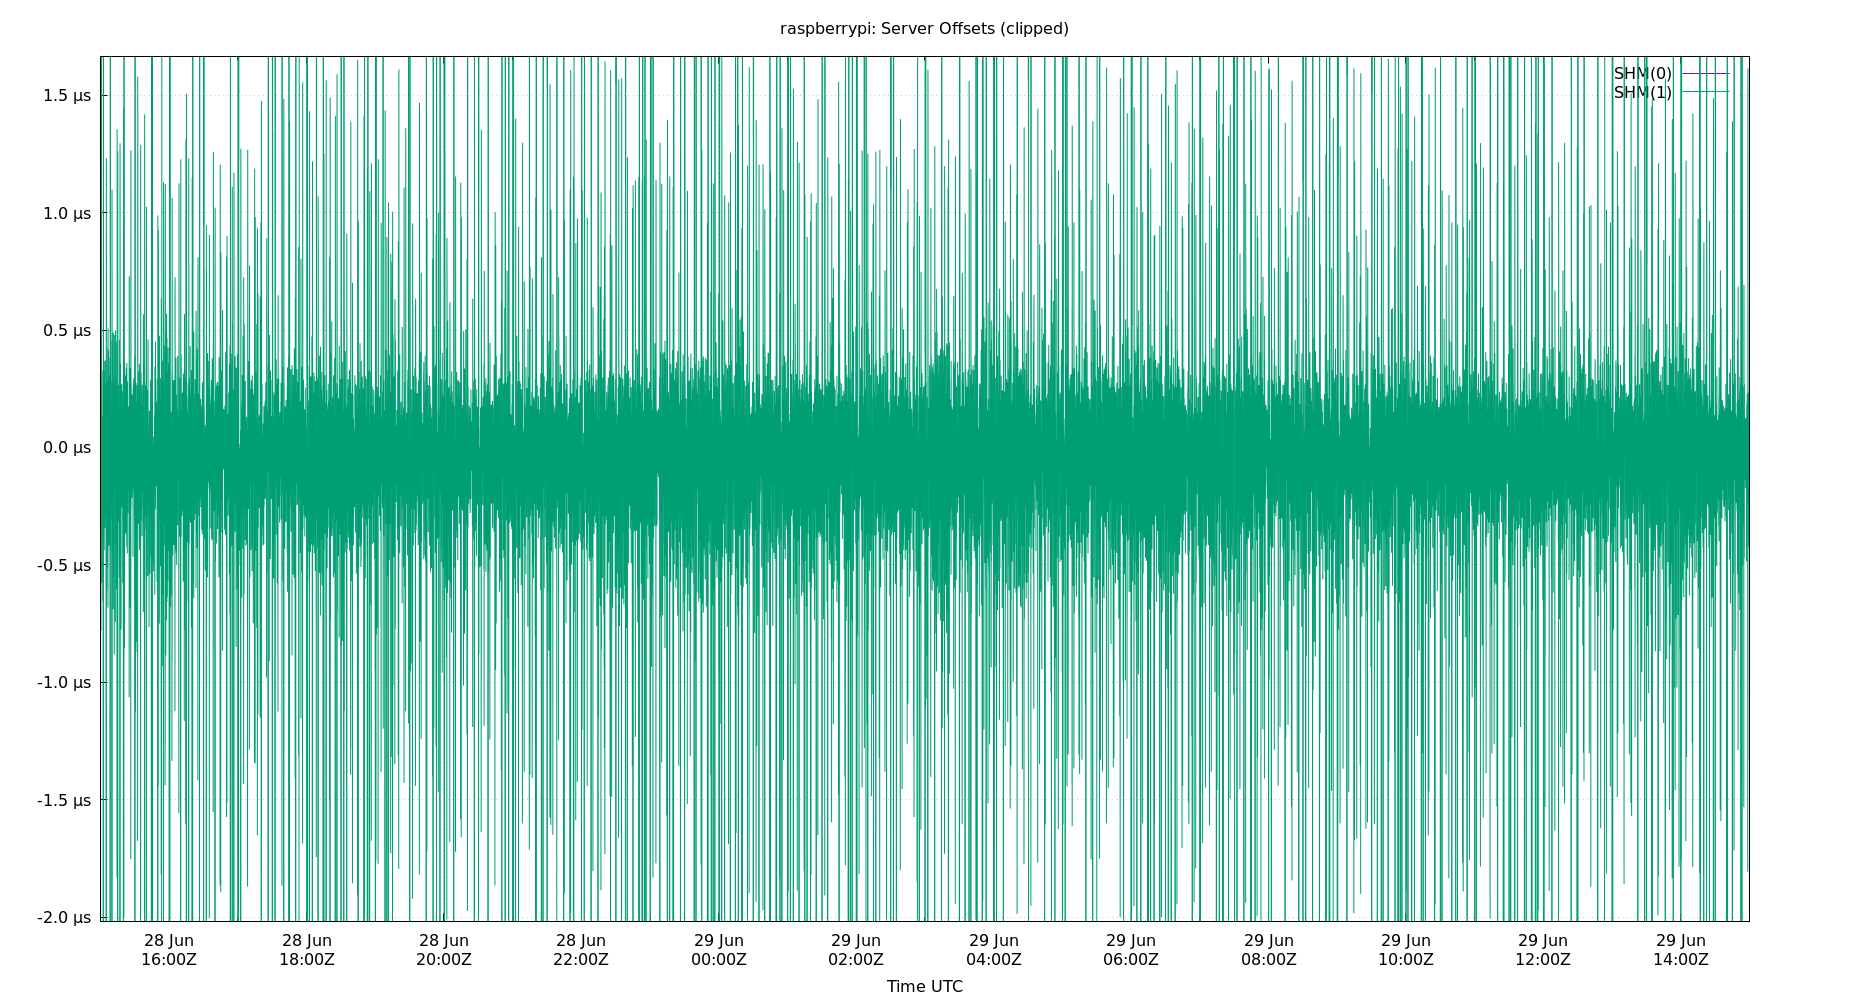 raspberrypi: Server Offsets (clipped)
SHM(0)
SHM(1)
1.5 µs
1.0 µs
0.5 µs
0.0 µs
-0.5 µs
-1.0 µs
-1.5 µs
-2.0 µs
28 Jun 28 Jun 28 Jun 28 Jun 29 Jun 29 Jun 29 Jun 29 Jun 29 Jun 29 Jun 29 Jun 29 Jun
16:00Z 18:00Z 20:00Z 22:00Z 00:00Z 02:00Z 04:00Z 06:00Z 08:00Z 10:00Z 12:00Z 14:00Z
Time UTC